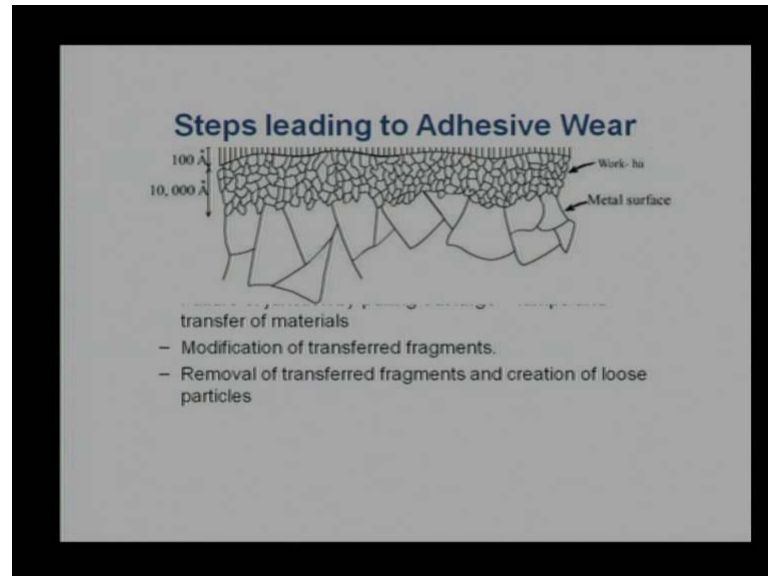 Steps leading to Adhesive Wear
100 Å
10, 000 Å
Work- ha
Metal surface
transfer of materials
– Modification of transferred fragments.
– Removal of transferred fragments and creation of loose
particles